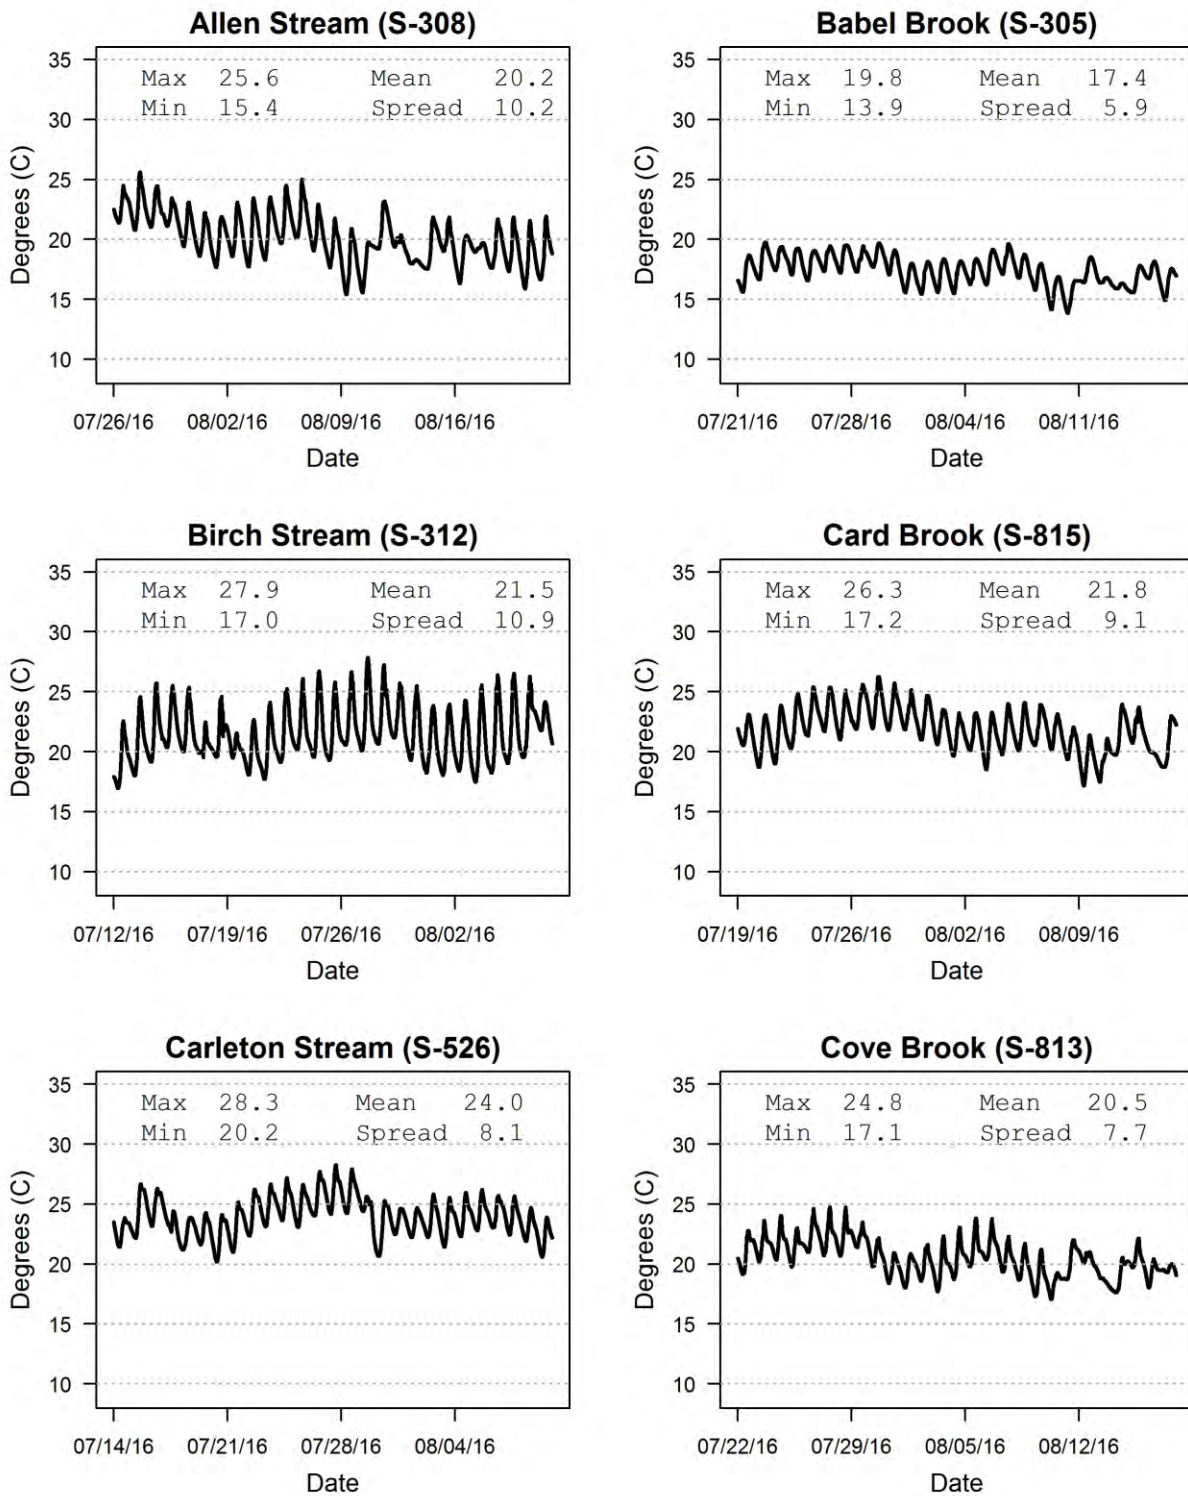 Allen Stream (S-308)
Max 25.6 Mean 20.2
Min 15.4 Spread 10.2
35
30
25
20
15
10
Degrees (C)
07/26/16 08/02/16 08/09/16 08/16/16
Date
Babel Brook (S-305)
Max 19.8 Mean 17.4
Min 13.9 Spread 5.9
35
30
25
20
15
10
Degrees (C)
07/21/16 07/28/16 08/04/16 08/11/16
Date
Birch Stream (S-312)
Max 27.9 Mean 21.5
Min 17.0 Spread 10.9
35
30
25
20
15
10
Degrees (C)
07/12/16 07/19/16 07/26/16 08/02/16
Date
Card Brook (S-815)
Max 26.3 Mean 21.8
Min 17.2 Spread 9.1
35
30
25
20
15
10
Degrees (C)
07/19/16 07/26/16 08/02/16 08/09/16
Date
Carleton Stream (S-526)
Max 28.3 Mean 24.0
Min 20.2 Spread 8.1
35
30
25
20
15
10
Degrees (C)
07/14/16 07/21/16 07/28/16 08/04/16
Date
Cove Brook (S-813)
Max 24.8 Mean 20.5
Min 17.1 Spread 7.7
35
30
25
20
15
10
Degrees (C)
07/22/16 07/29/16 08/05/16 08/12/16
Date